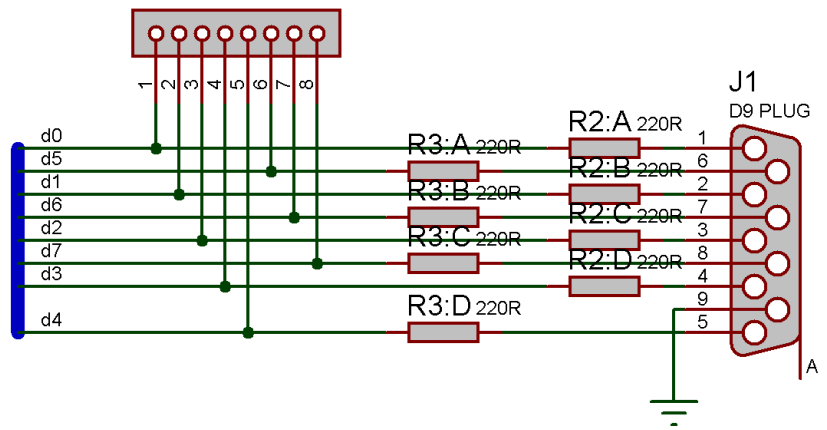 1 2 3 4 5 6 7 8
J1
D9 PLUG
d0
R2:A 220R
1
d5
R3:A 220R
6
d1
R2:B 220R
2
d6
R3:B 220R
7
d2
R2:C 220R
3
d7
R3:C 220R
8
d3
R2:D 220R
4
9
d4
R3:D 220R
5
A